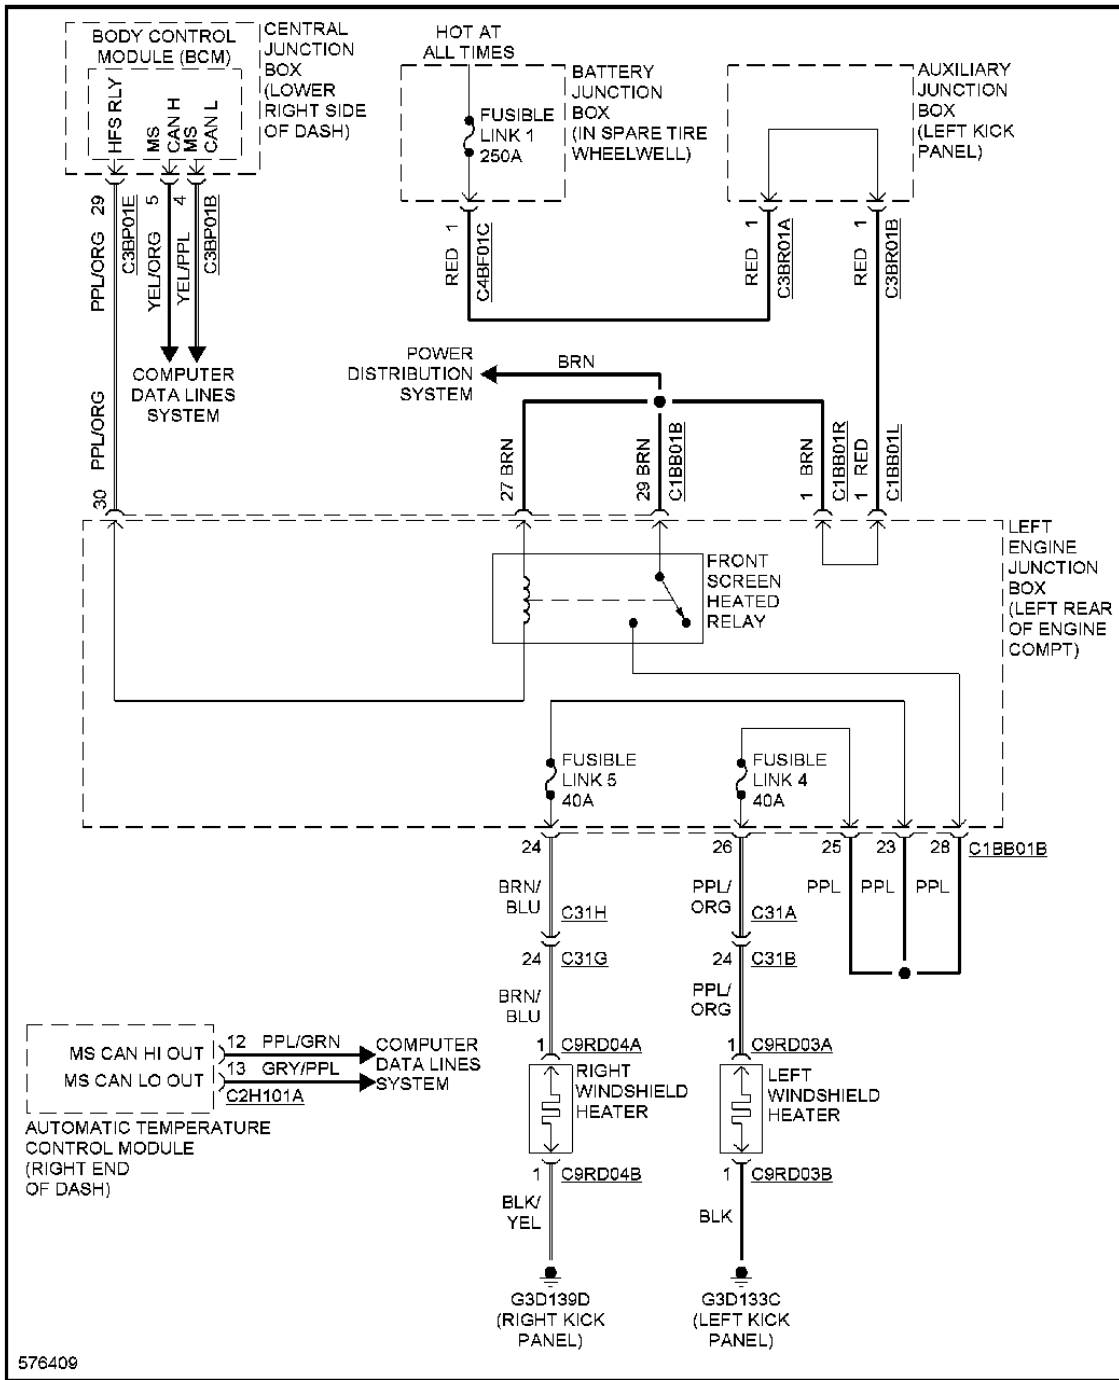 BODY CONTROL
MODULE (BCM)
HFS RLY
MS
CAN H
MS
CAN L
CENTRAL
JUNCTION
BOX
(LOWER
RIGHT SIDE
OF DASH)
HOT AT
ALL TIMES
FUSIBLE
LINK 1
250A
BATTERY
JUNCTION
BOX
(IN SPARE TIRE
WHEELWELL)
AUXILIARY
JUNCTION
BOX
(LEFT KICK
PANEL)
PPL/ORG 29
C3BP01E
YEL/ORG 5
YEL/PPL 4
C3BP01B
RED 1
C4BF01C
RED 1
C3BR01A
RED 1
C3BR01B
COMPUTER
DATA LINES
SYSTEM
POWER
DISTRIBUTION
SYSTEM
BRN
30 PPL/ORG
27 BRN
29 BRN
C1BB01B
1 BRN
C1BB01R
1 RED
C1BB01L
LEFT
ENGINE
JUNCTION
BOX
(LEFT REAR
OF ENGINE
COMPT)
FRONT
SCREEN
HEATED
RELAY
FUSIBLE
LINK 5
40A
FUSIBLE
LINK 4
40A
24
26
25
23
28
C1BB01B
BRN/
BLU
C31H
PPL/
ORG
C31A
PPL
PPL
PPL
24
C31G
24
C31B
BRN/
BLU
PPL/
ORG
MS CAN HI OUT
12
PPL/GRN
MS CAN LO OUT
13
GRY/PPL
C2H101A
COMPUTER
DATA LINES
SYSTEM
AUTOMATIC TEMPERATURE
CONTROL MODULE
(RIGHT END
OF DASH)
1
C9RD04A
RIGHT
WINDSHIELD
HEATER
1
C9RD03A
LEFT
WINDSHIELD
HEATER
1
C9RD04B
1
C9RD03B
BLK/
YEL
BLK
G3D139D
(RIGHT KICK
PANEL)
G3D133C
(LEFT KICK
PANEL)
576409